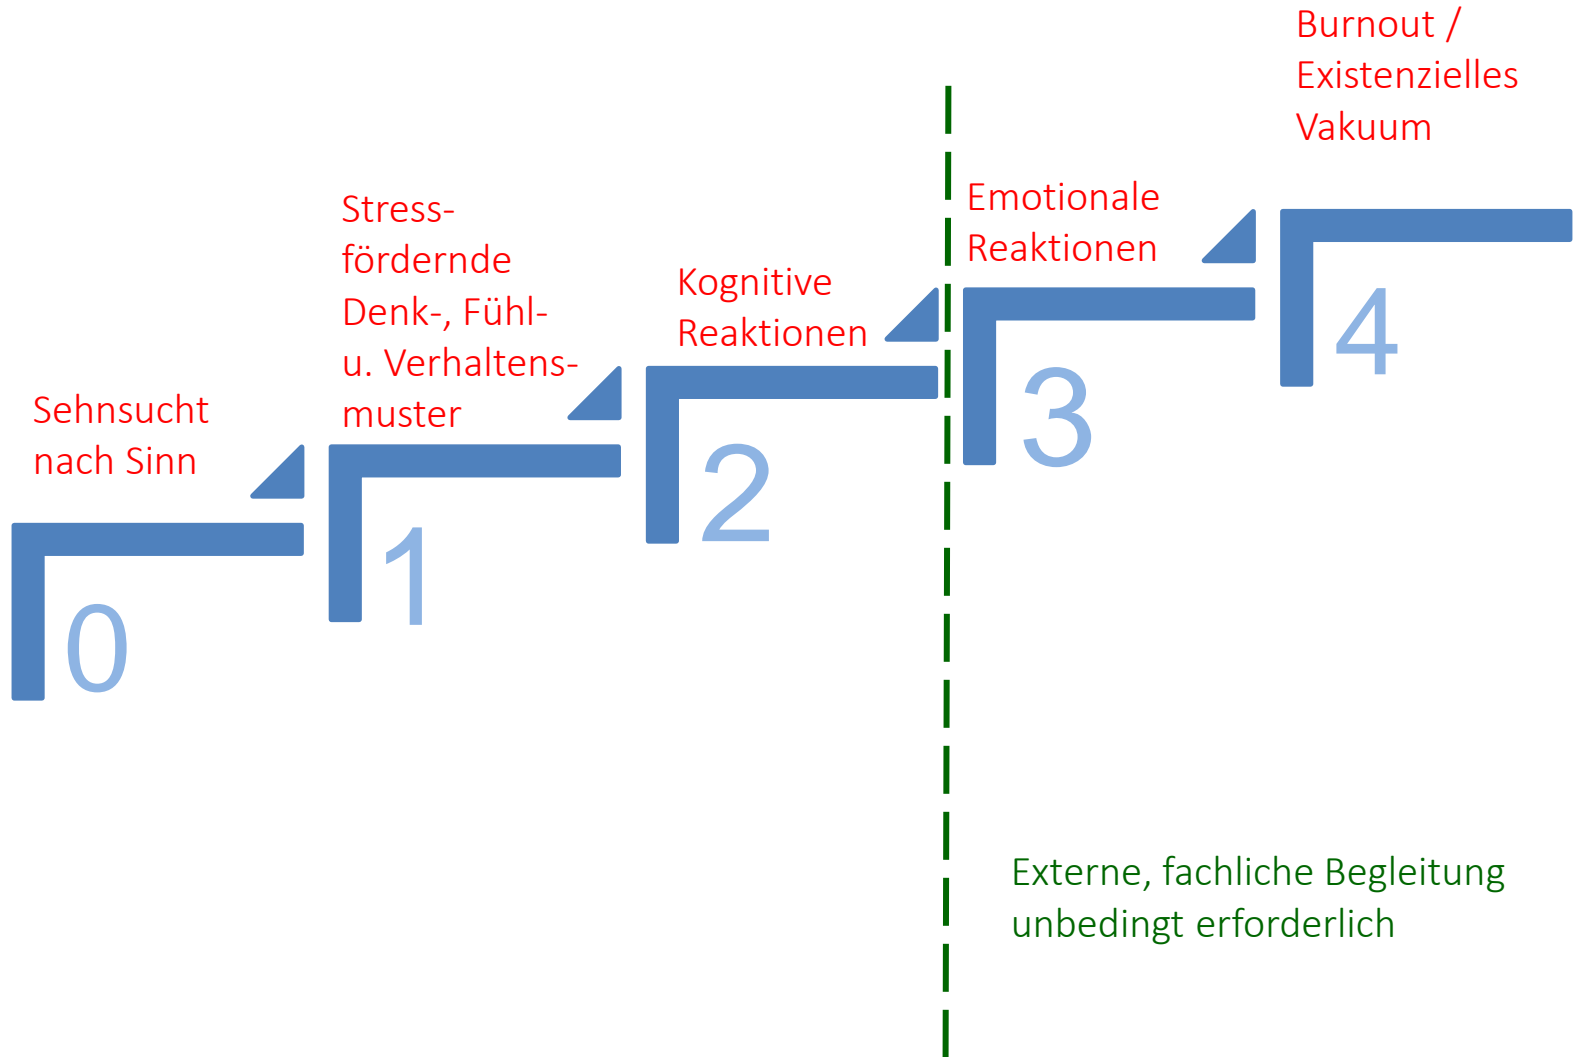 Sehnsucht
nach Sinn
0
Stress-
fördernde
Denk-, Fühl-
u. Verhaltens-
muster
1
Kognitive
Reaktionen
2
Emotionale
Reaktionen
3
Burnout /
Existenzielles
Vakuum
4
Externe, fachliche Begleitung
unbedingt erforderlich